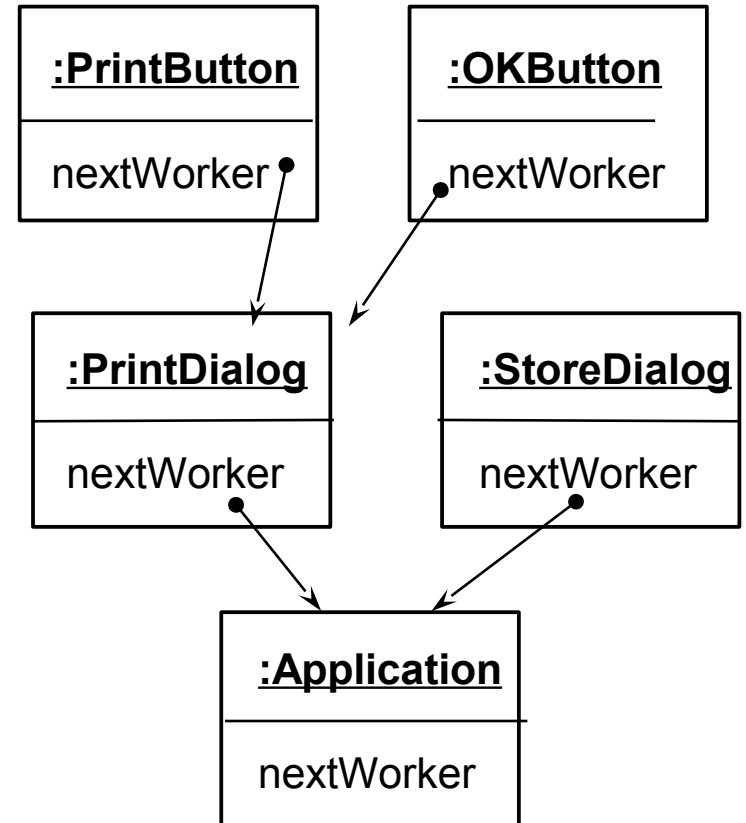 :PrintButton
nextWorker
:OKButton
nextWorker
:PrintDialog
nextWorker
:StoreDialog
nextWorker
:Application
nextWorker